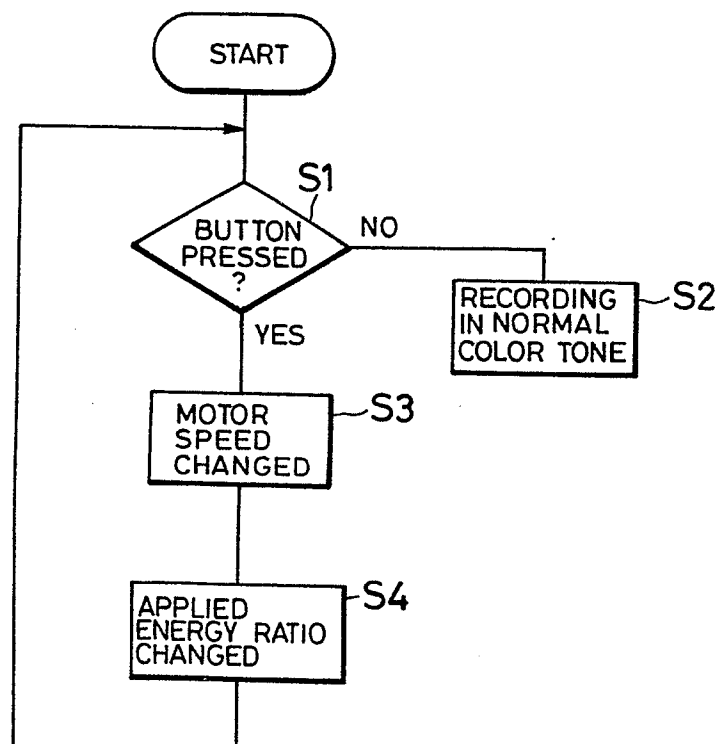 START
S1
BUTTON
PRESSED
?
NO
YES
RECORDING
IN NORMAL
COLOR TONE
S2
MOTOR
SPEED
CHANGED
S3
APPLIED
ENERGY RATIO
CHANGED
S4